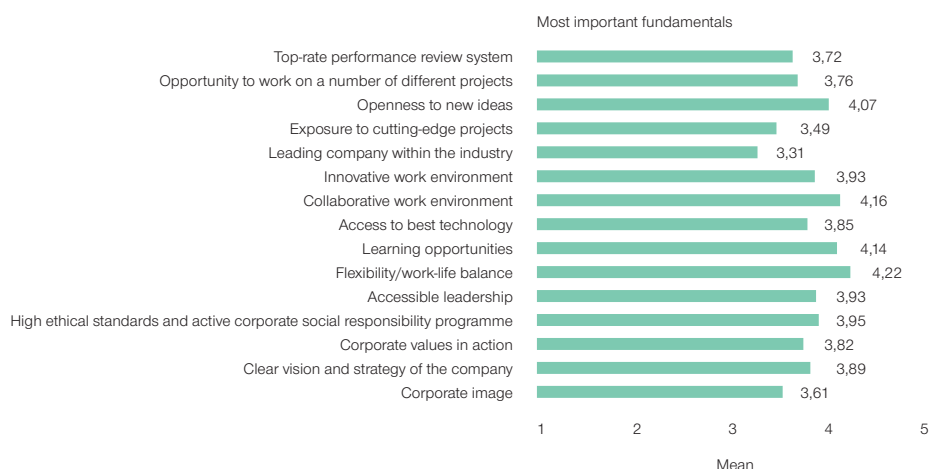 Most important fundamentals
Top-rate performance review system 3,72
Opportunity to work on a number of different projects 3,76
Openness to new ideas 4,07
Exposure to cutting-edge projects 3,49
Leading company within the industry 3,31
Innovative work environment 3,93
Collaborative work environment 4,16
Access to best technology 3,85
Learning opportunities 4,14
Flexibility/work-life balance 4,22
Accessible leadership 3,93
High ethical standards and active corporate social responsibility programme 3,95
Corporate values in action 3,82
Clear vision and strategy of the company 3,89
Corporate image 3,61
1 2 3 4 5
Mean